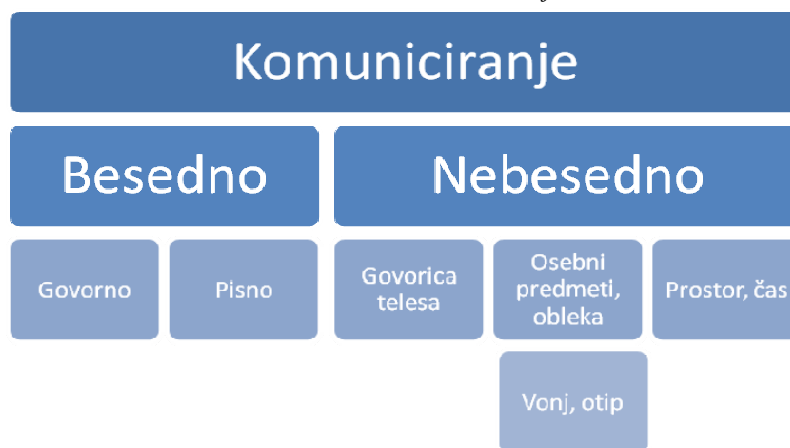 Komuniciranje
Besedno
Nebesedno
Govorno
Pisno
Govorica
telesa
Osebni
predmeti,
obleka
Prostor, čas
Vonj, otip